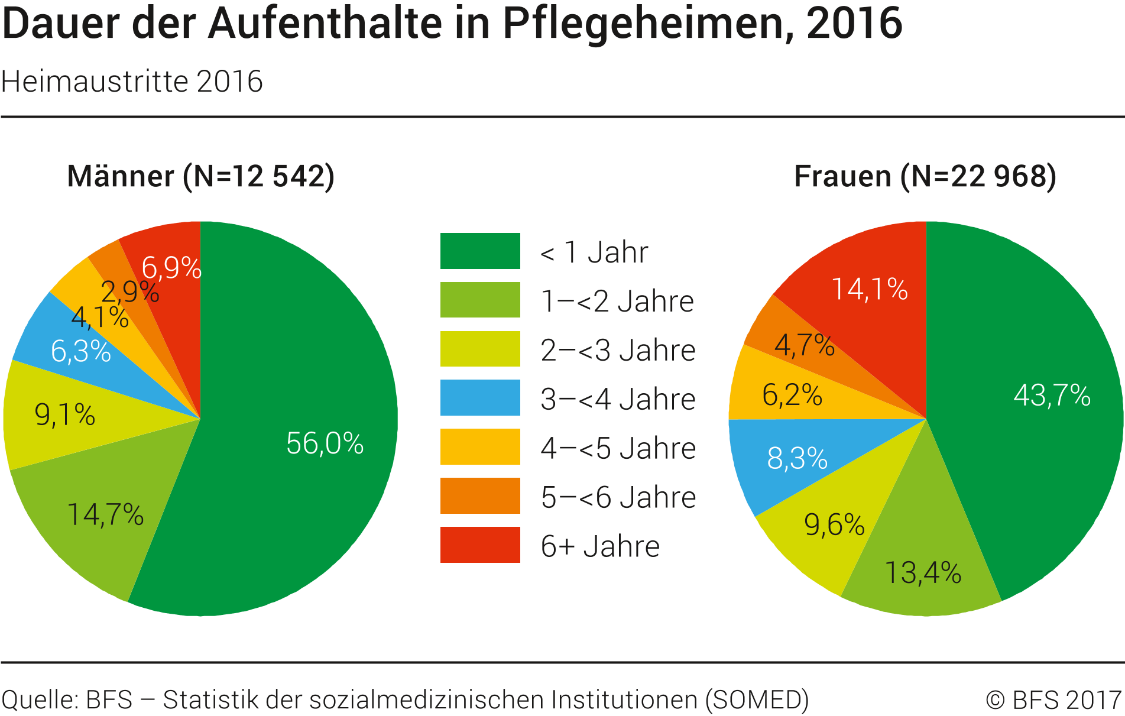 Dauer der Aufenthalte in Pflegeheimen, 2016
Heimaustritte 2016
Männer (N=12 542)
6,9%
2,9%
4,1%
6,3%
9,1%
14,7%
56,0%
< 1 Jahr
1–<2 Jahre
2–<3 Jahre
3–<4 Jahre
4–<5 Jahre
5–<6 Jahre
6+ Jahre
Frauen (N=22 968)
14,1%
4,7%
6,2%
8,3%
9,6%
13,4%
43,7%
Quelle: BFS – Statistik der sozialmedizinischen Institutionen (SOMED)
© BFS 2017